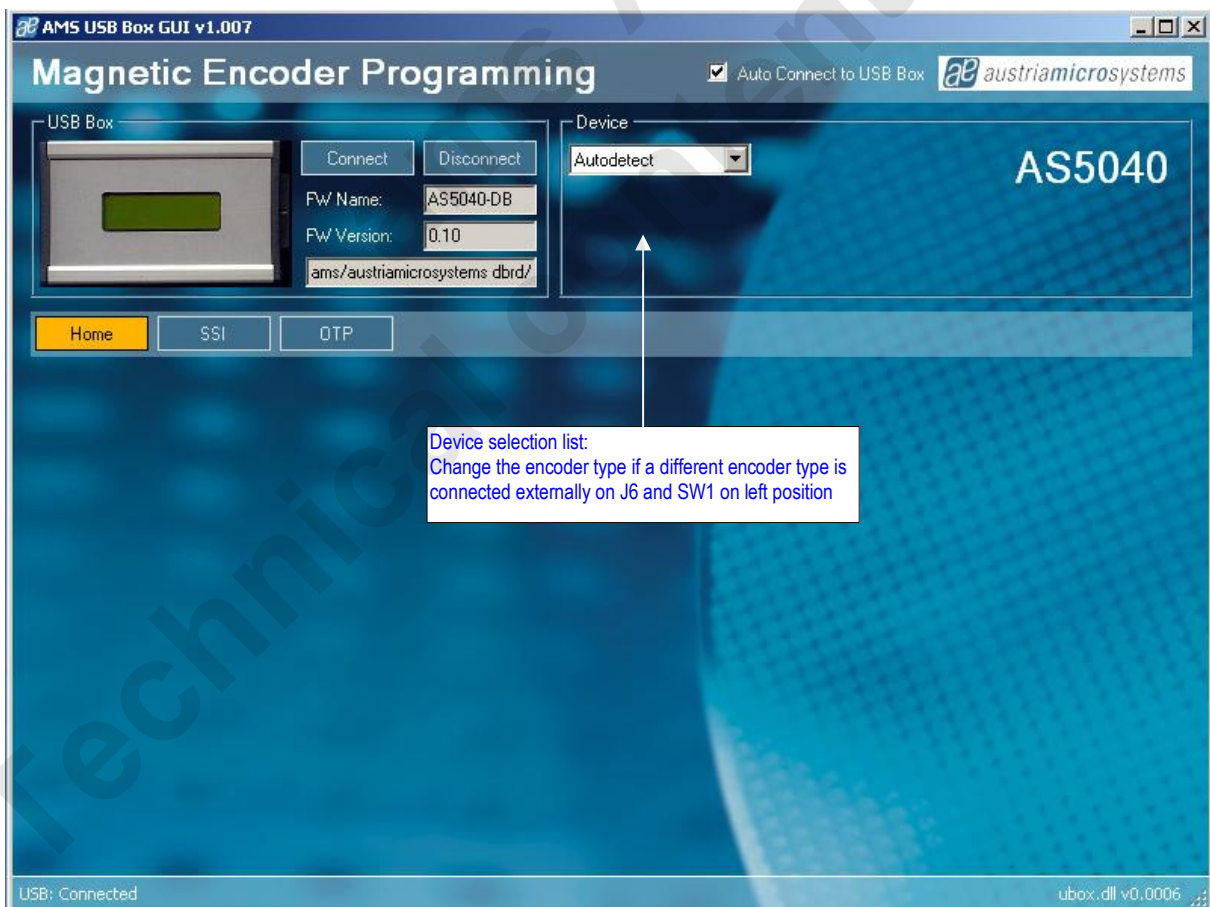 AMS USB Box GUI v1.007
Magnetic Encoder Programming
Auto Connect to USB Box
austriamicrosystems
USB Box
Connect
Disconnect
FW Name:
AS5040-DB
FW Version:
0.10
ams/austriamicrosystems dbrd/
Device
Autodetect
AS5040
Home
SSI
OTP
Device selection list:
Change the encoder type if a different encoder type is
connected externally on J6 and SW1 on left position
Technical content
USB: Connected
ubox.dll v0.0006